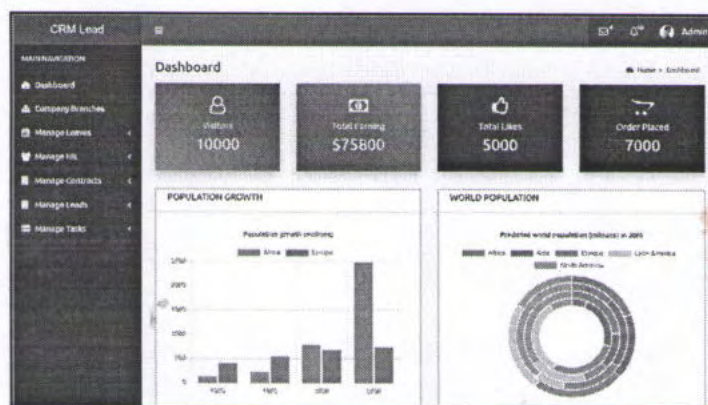 CRM Lead
Admin
MAIN NAVIGATION
Dashboard
Company Branches
Manage Leaves
Manage
Manage Contracts
Manage Leads
Manage Tasks
Dashboard
Home > Dashboard
Visitors
10000
Total Earning
$75800
Total Likes
5000
Order Placed
7000
POPULATION GROWTH
Population growth (millions)
Africa Europe
WORLD POPULATION
Predicted world population (millions) in
Africa Asia Europe Latin America
North America